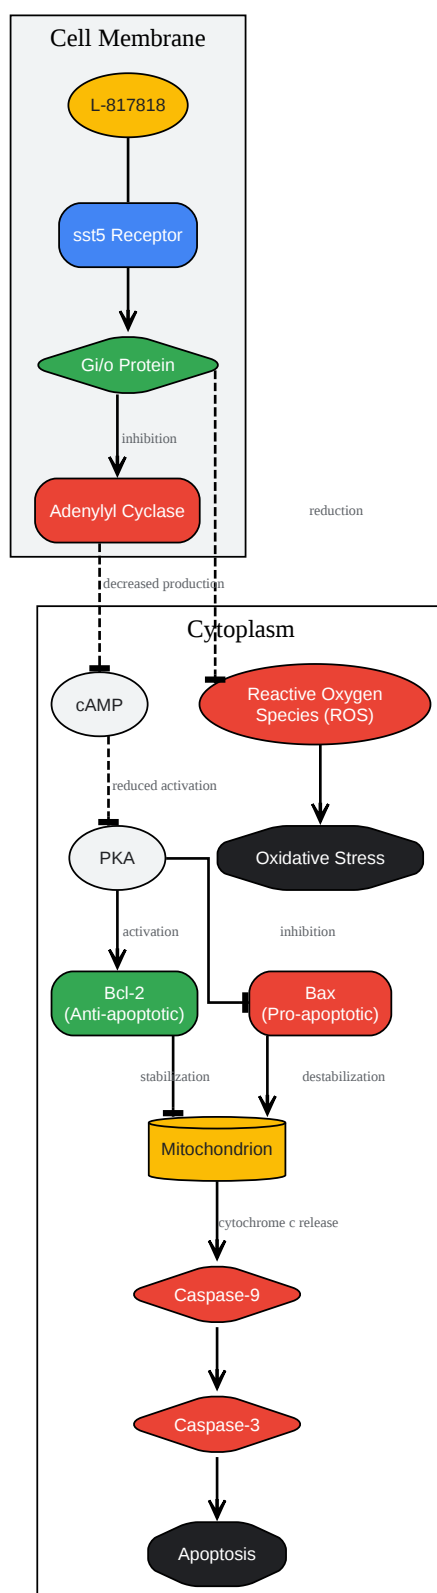 Cell Membrane
L-817818
sst5 Receptor
Gi/o Protein
inhibition
Adenylyl Cyclase
reduction
decreased production
Cytoplasm
cAMP
Reactive Oxygen
Species (ROS)
reduced activation
PKA
Oxidative Stress
activation
inhibition
Bcl-2
(Anti-apoptotic)
Bax
(Pro-apoptotic)
stabilization
destabilization
Mitochondrion
cytochrome c release
Caspase-9
Caspase-3
Apoptosis